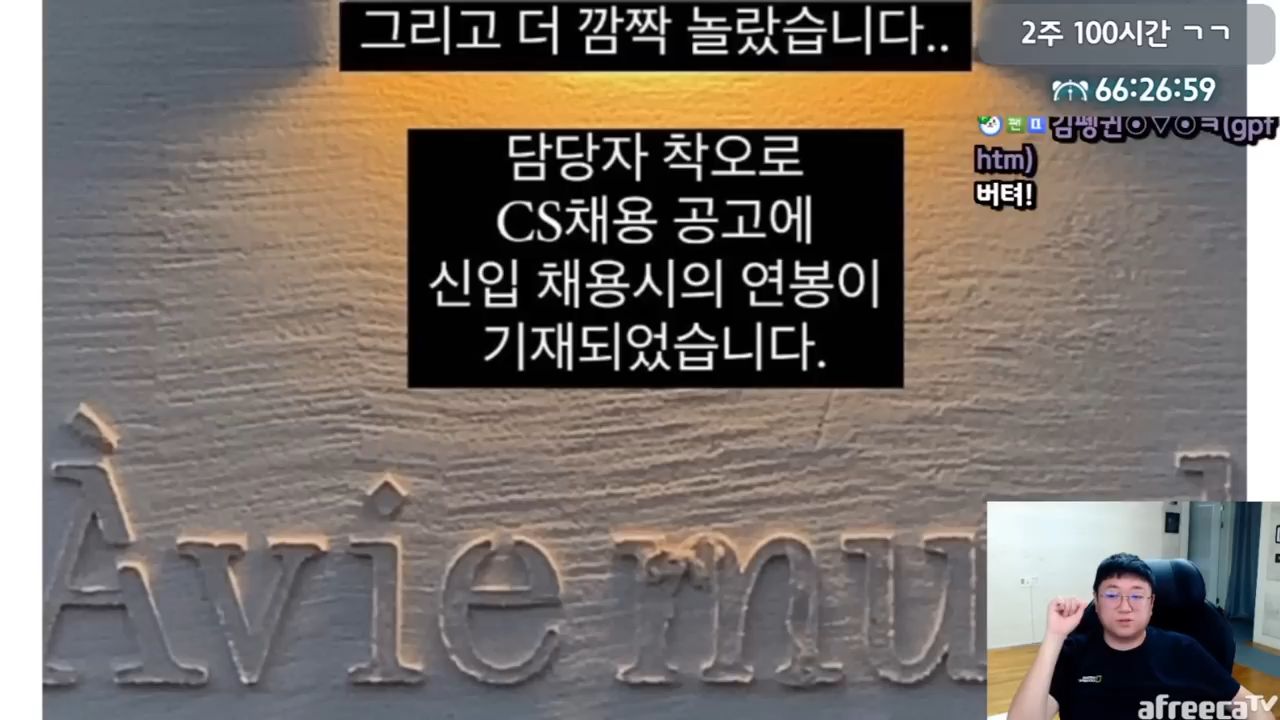 그리고 더 깜짝 놀랐습니다..
담당자 착오로
CS채용 공고에
신입 채용시의 연봉이
기재되었습니다.
2주 100시간 ㄱㄱ
66:26:59
팬
htm)
버텨!
Àvie mu
afreecaTV